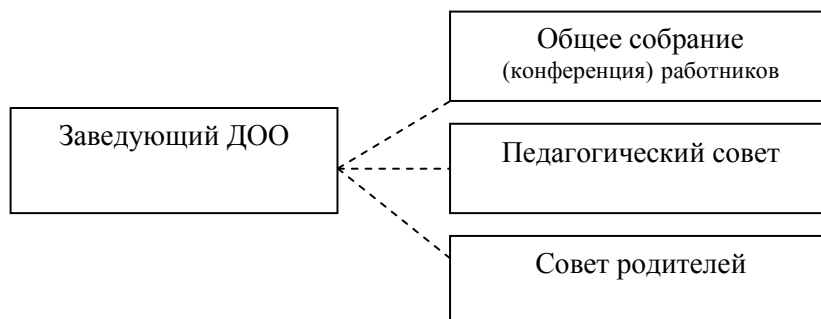 Общее собрание
(конференция) работников
Заведующий ДОО
Педагогический совет
Совет родителей